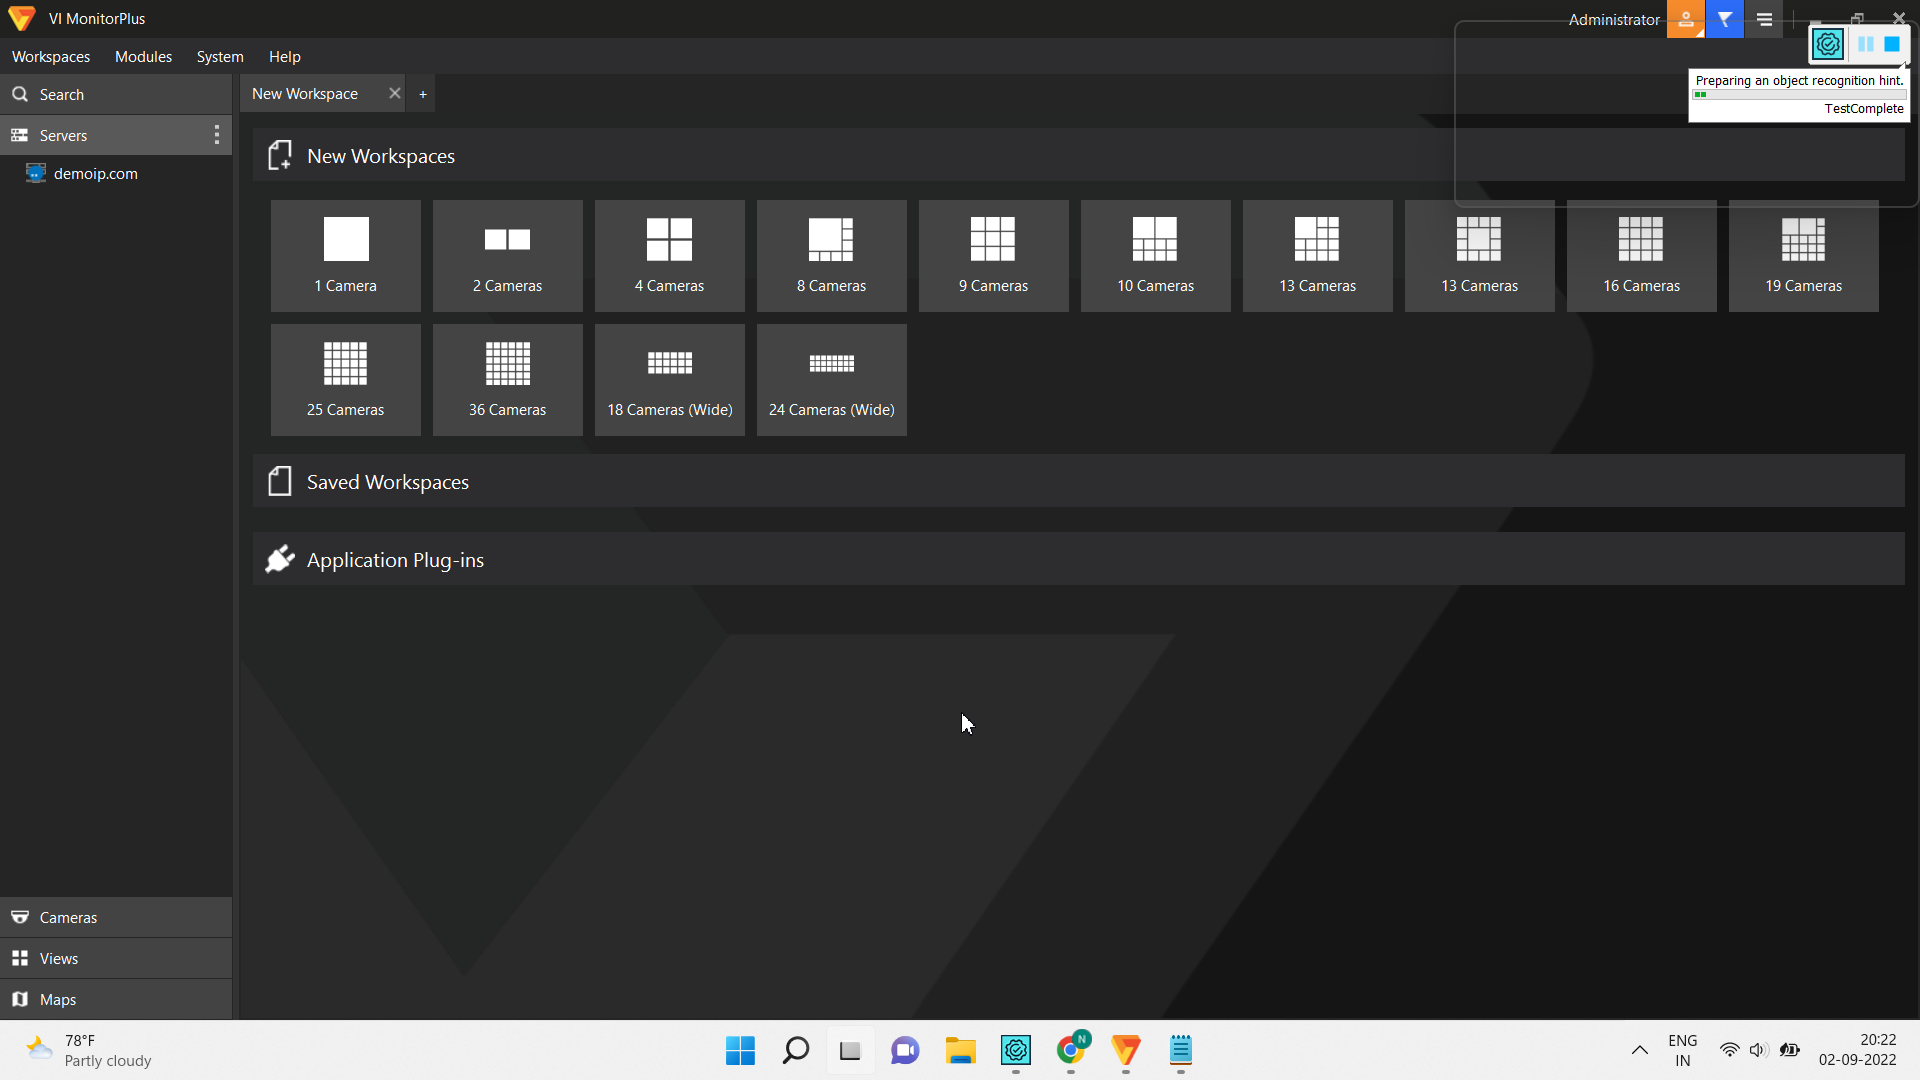 VI MonitorPlus
Administrator
Workspaces Modules System Help
Preparing an object recognition hint.
TestComplete
Search
New Workspace
+
Servers
demoip.com
New Workspaces
1 Camera
2 Cameras
4 Cameras
8 Cameras
9 Cameras
10 Cameras
13 Cameras
13 Cameras
16 Cameras
19 Cameras
25 Cameras
36 Cameras
18 Cameras (Wide)
24 Cameras (Wide)
Saved Workspaces
Application Plug-ins
Cameras
Views
Maps
78°F
Partly cloudy
N
ENG
IN
20:22
02-09-2022